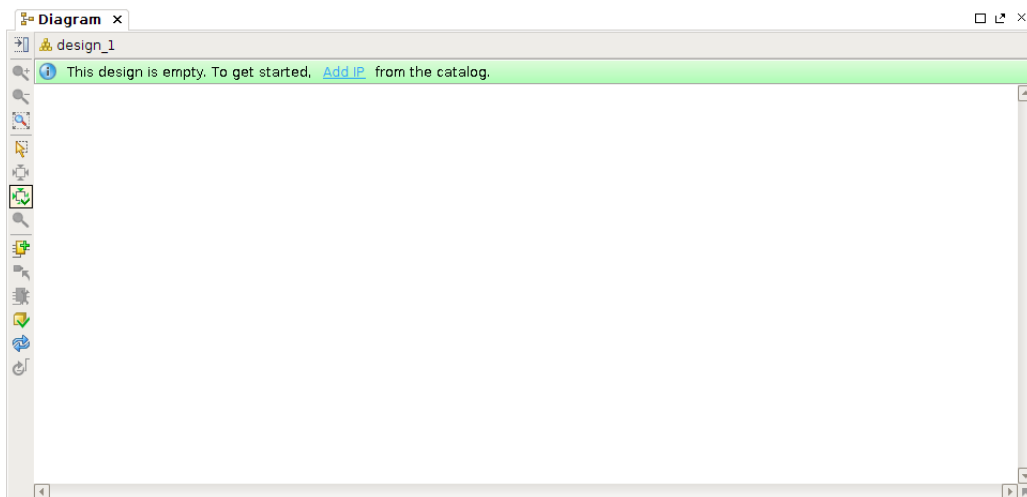 Diagram
design_1
This design is empty. To get started, Add IP from the catalog.